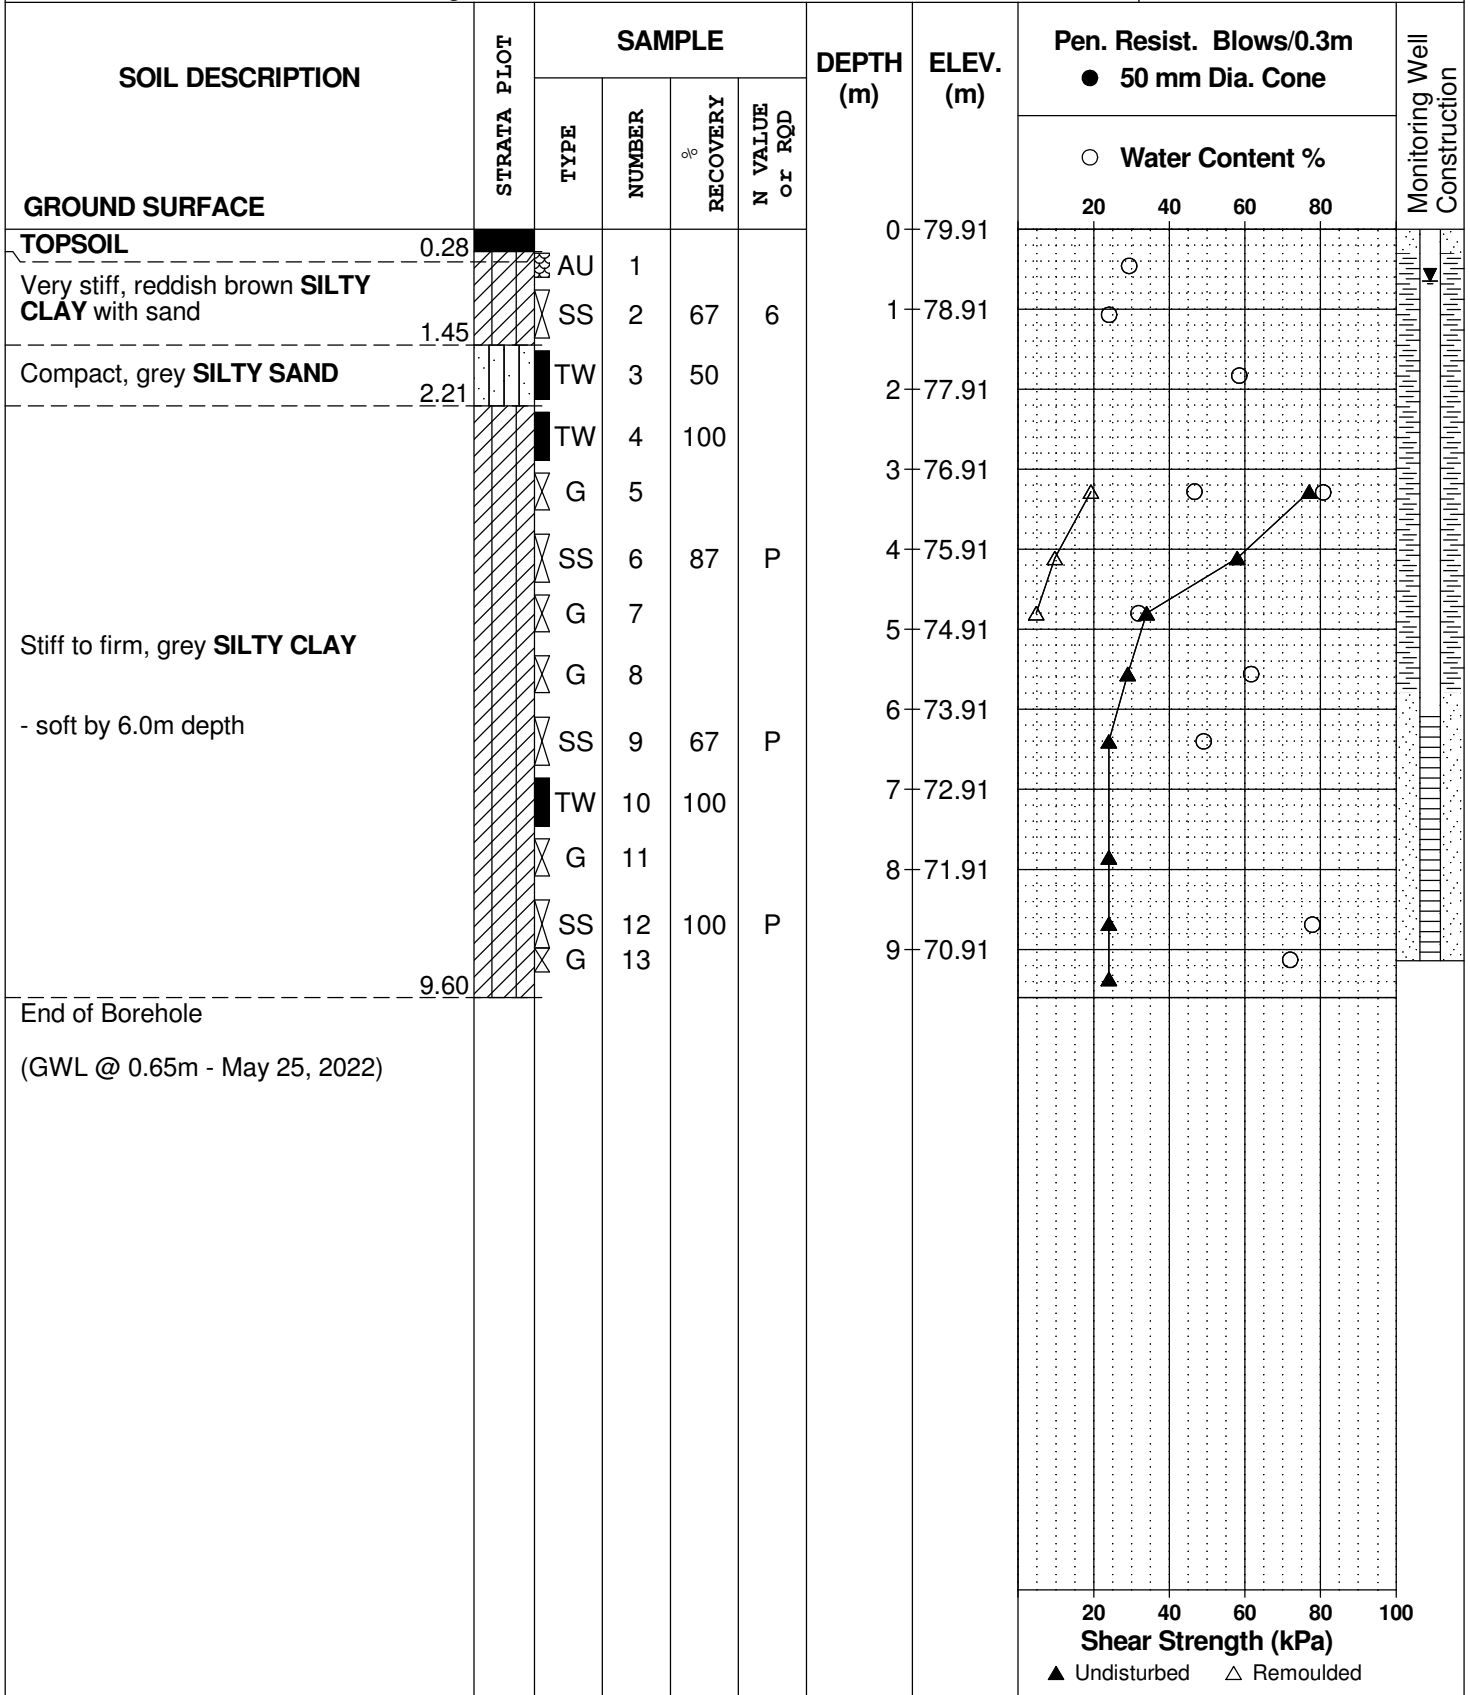 SOIL DESCRIPTION
GROUND SURFACE
STRATA PLOT
SAMPLE
TYPE
NUMBER
% RECOVERY
N VALUE or RQD
DEPTH (m)
ELEV. (m)
Pen. Resist. Blows/0.3m
● 50 mm Dia. Cone
○ Water Content %
20 40 60 80
Monitoring Well Construction
0 79.91
TOPSOIL 0.28
AU 1
Very stiff, reddish brown SILTY
CLAY with sand
SS 2 67 6
1 78.91
1.45
Compact, grey SILTY SAND
TW 3 50
2 77.91
2.21
TW 4 100
3 76.91
G 5
4 75.91
SS 6 87 P
G 7
5 74.91
Stiff to firm, grey SILTY CLAY
G 8
6 73.91
- soft by 6.0m depth
SS 9 67 P
7 72.91
TW 10 100
G 11
8 71.91
SS 12 100 P
9 70.91
G 13
9.60
End of Borehole
(GWL @ 0.65m - May 25, 2022)
20 40 60 80 100
Shear Strength (kPa)
▲ Undisturbed △ Remoulded